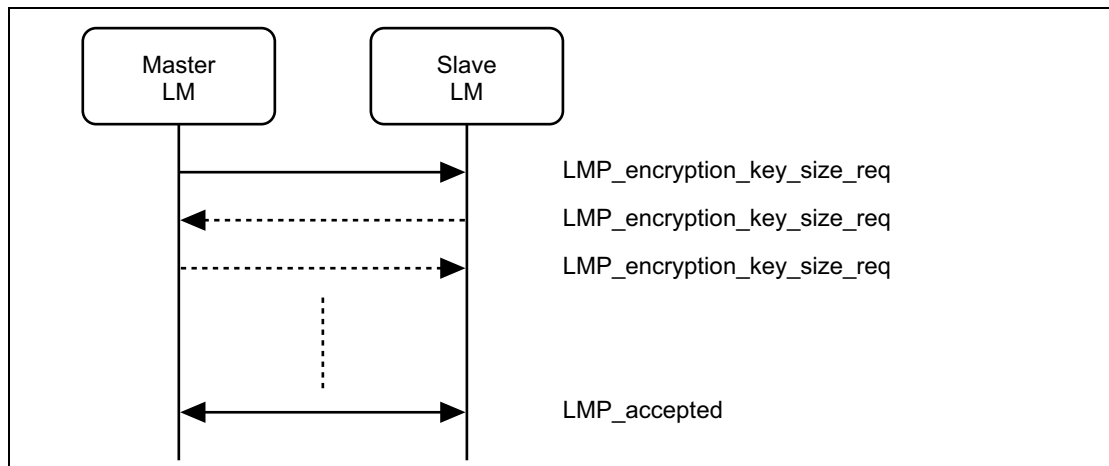 Master
LM
Slave
LM
LMP_encryption_key_size_req
LMP_encryption_key_size_req
LMP_encryption_key_size_req
LMP_accepted